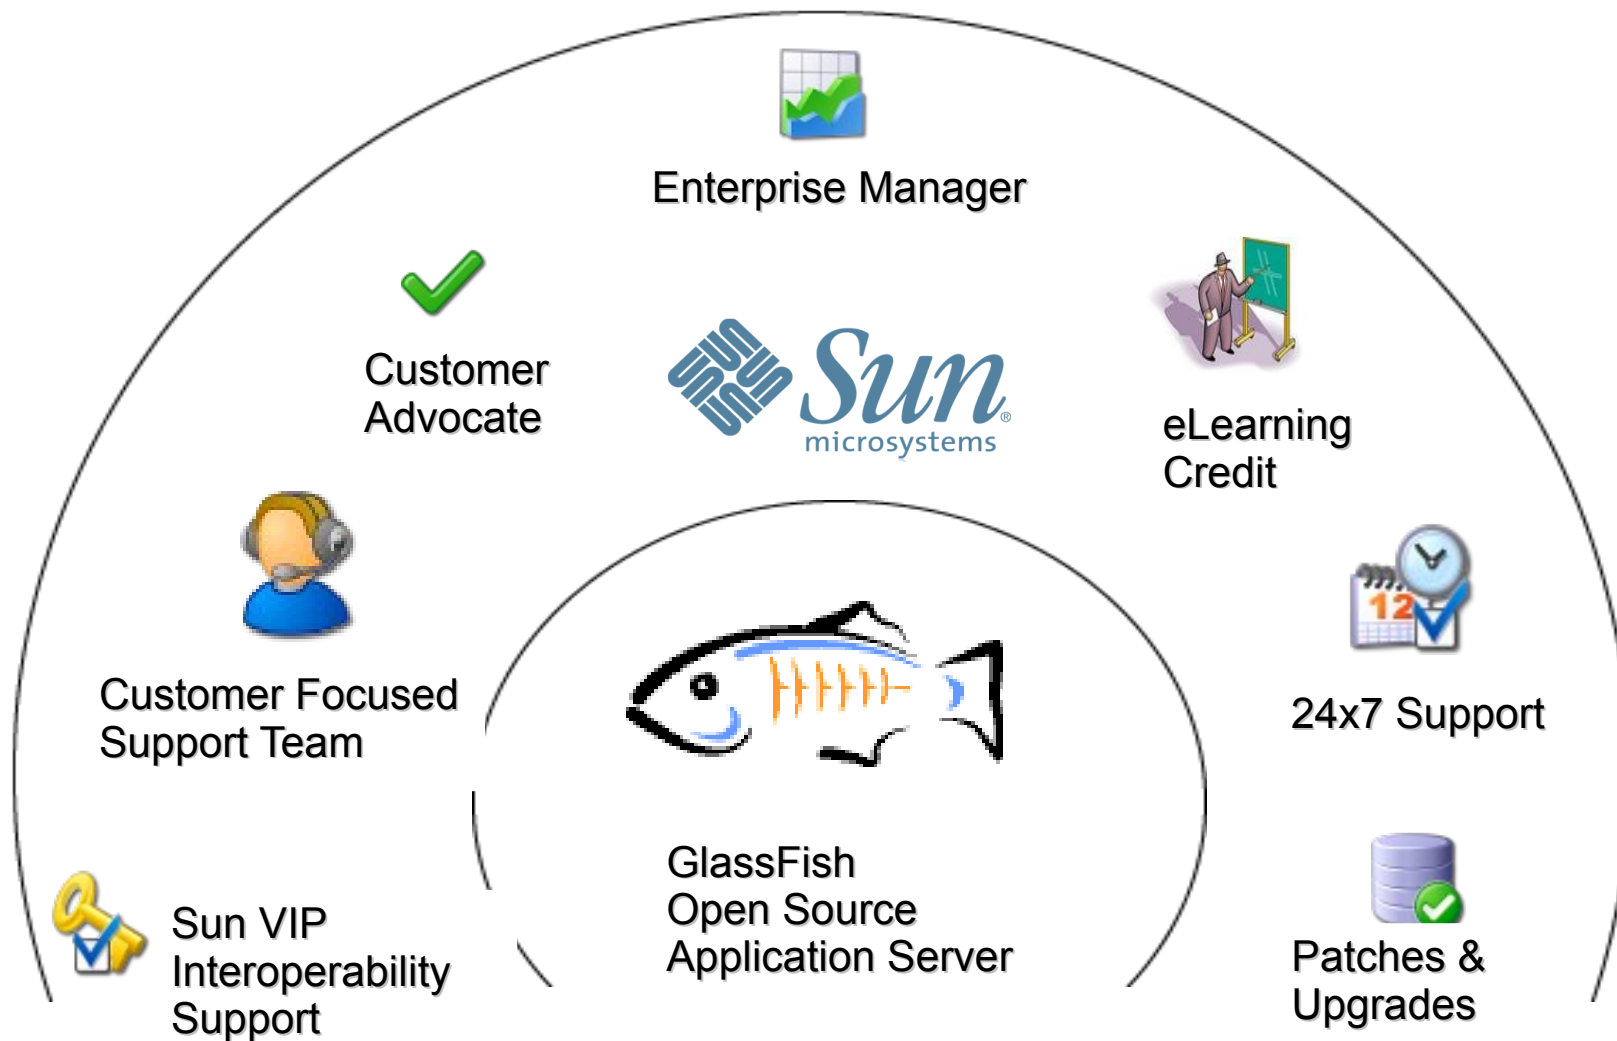 Enterprise Manager
Customer
Advocate
Sun
microsystems
®
eLearning
Credit
Customer Focused
Support Team
12
24x7 Support
GlassFish
Open Source
Application Server
Sun VIP
Interoperability
Support
Patches &
Upgrades